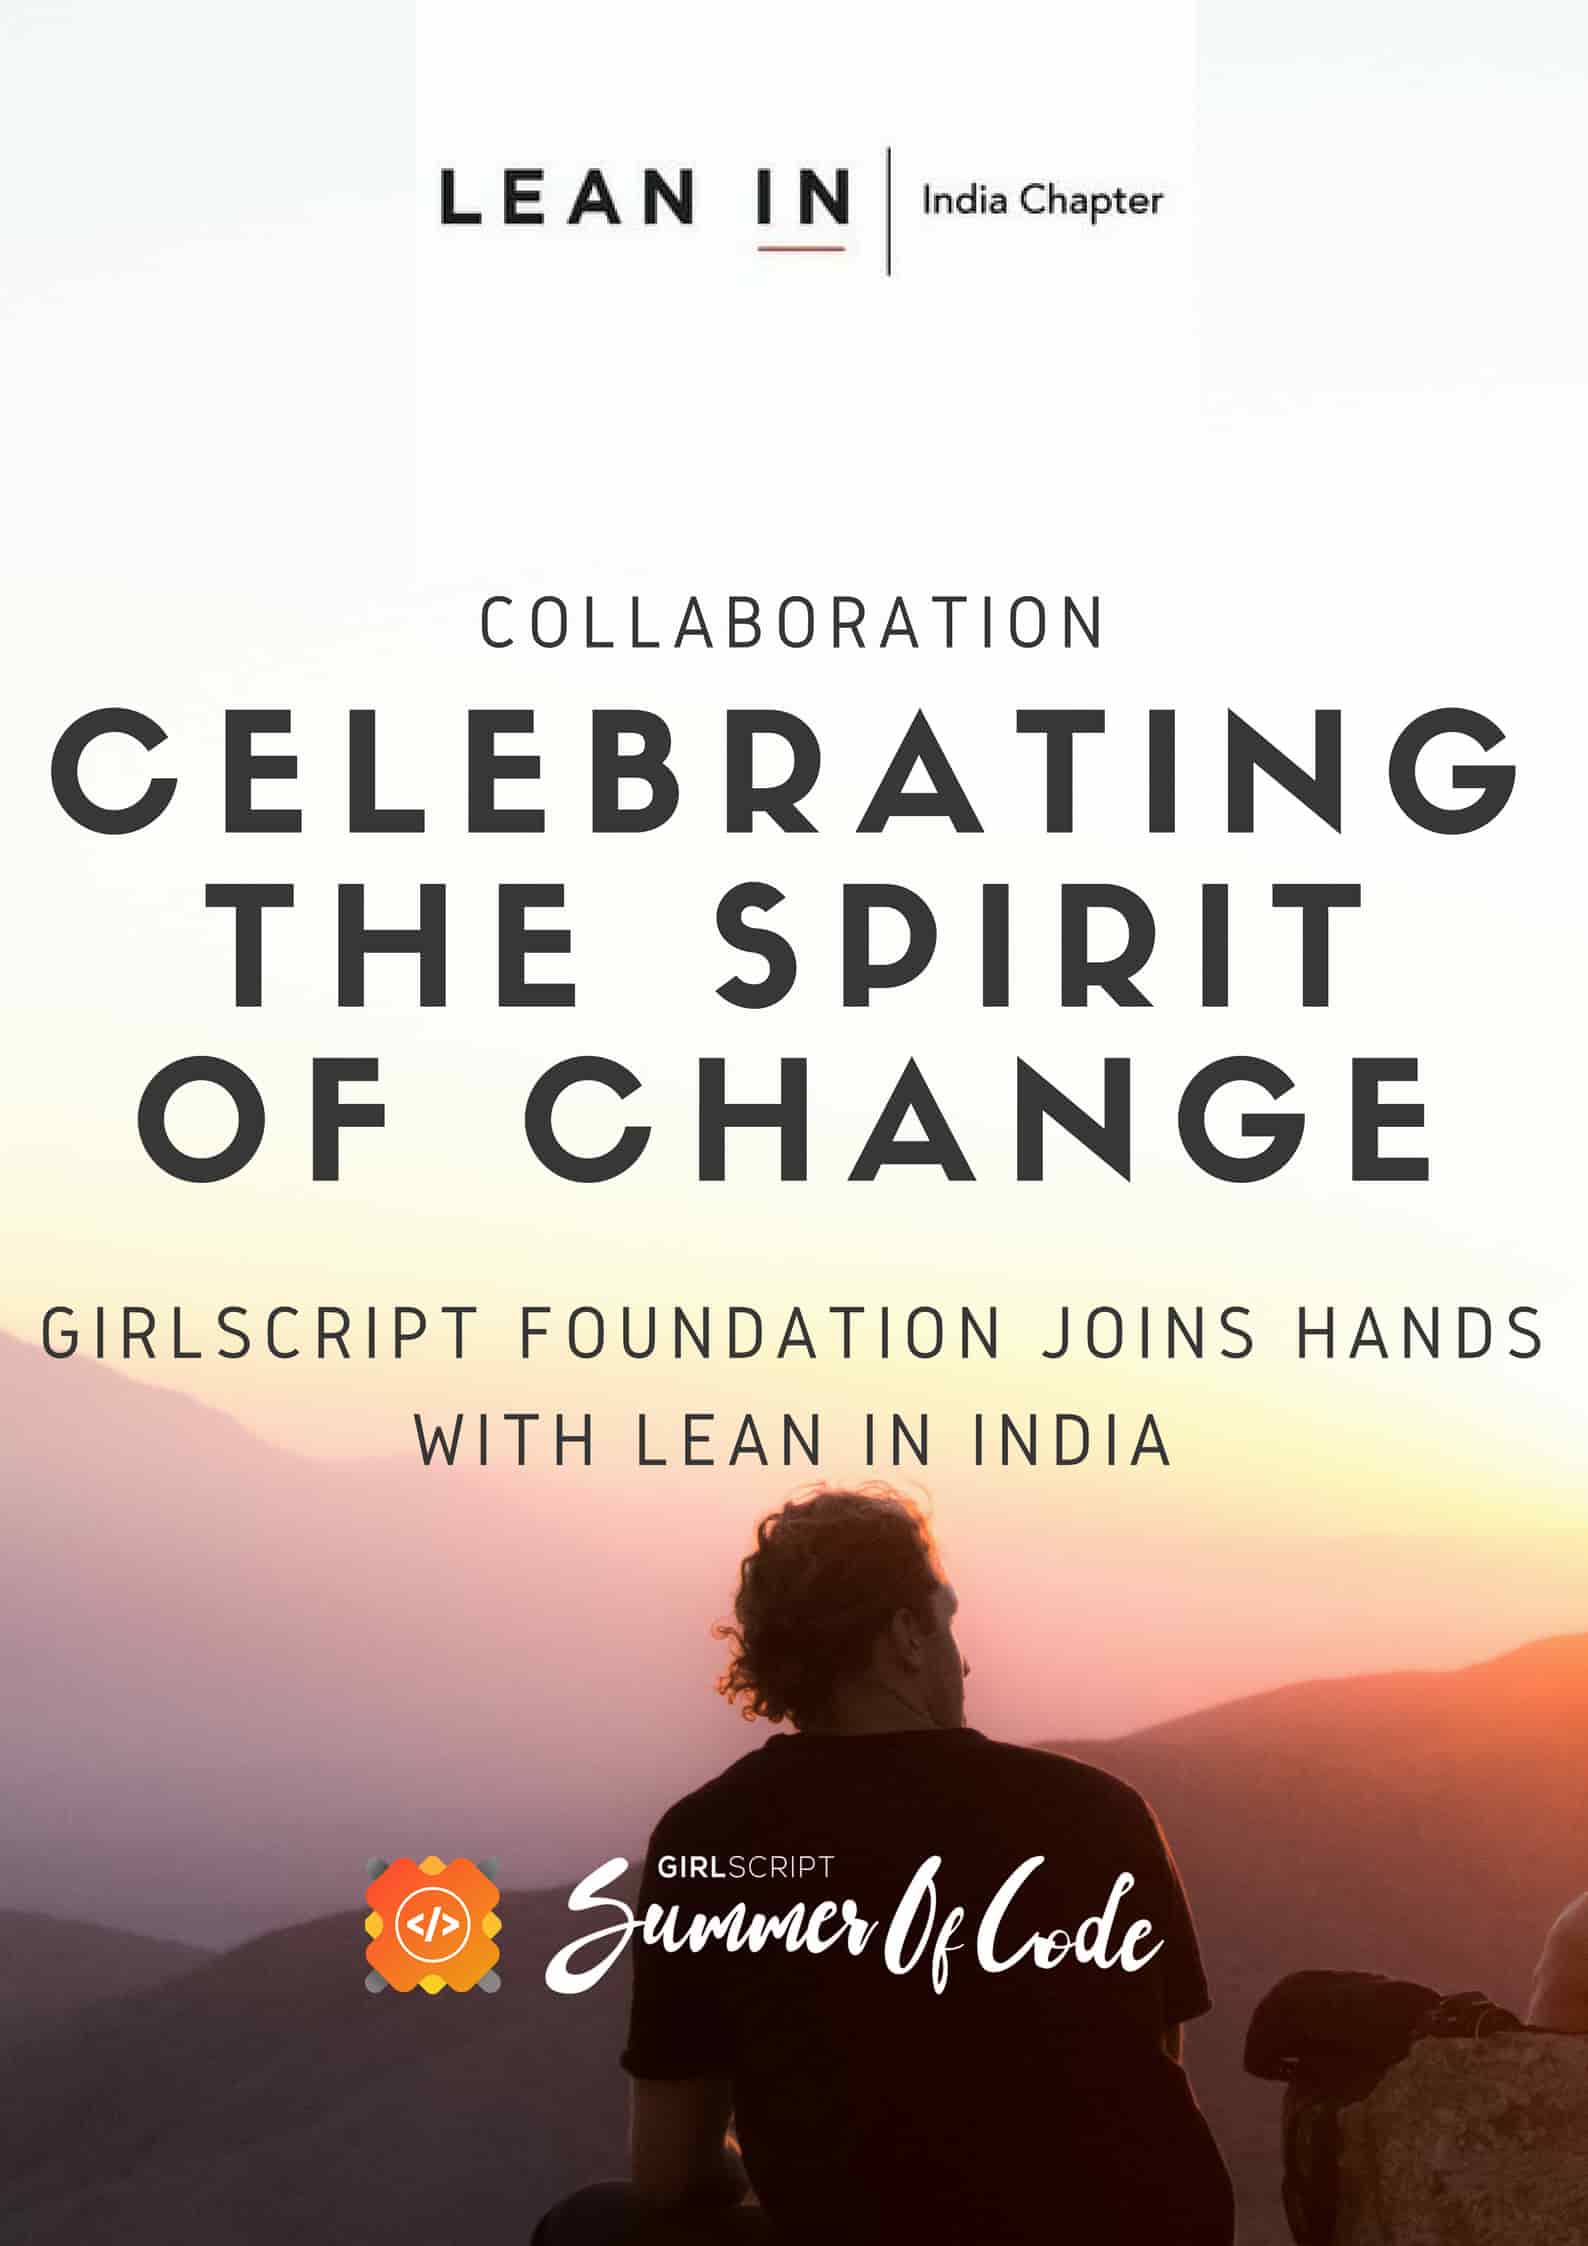 LEAN IN | India Chapter
COLLABORATION
CELEBRATING
THE SPIRIT
OF CHANGE
GIRLSCRIPT FOUNDATION JOINS HANDS
WITH LEAN IN INDIA
</>
GIRLSCRIPT
Summer Of Code